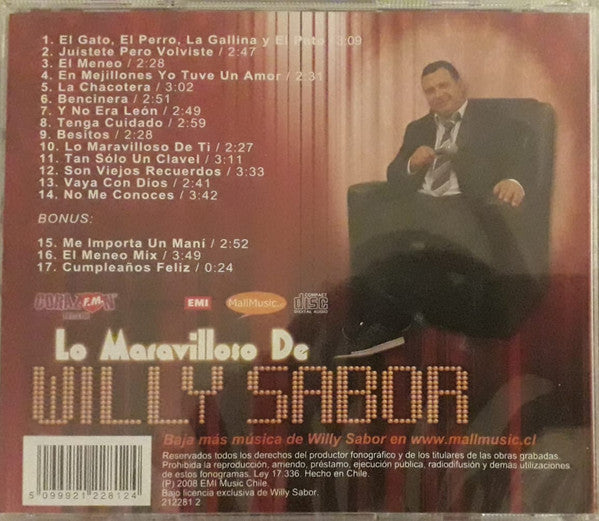 1. El Gato, El Perro, La Gallina y El Pato / 3:09
2. Juístete Pero Volviste / 2:47
3. El Meneo / 2:28
4. En Mejillones Yo Tuve Un Amor / 2:31
5. La Chacotera / 3:02
6. Bencinera / 2:51
7. Y No Era León / 2:49
8. Tenga Cuidado / 2:59
9. Besitos / 2:28
10. Lo Maravilloso De Ti / 2:27
11. Tan Sólo Un Clavel / 3:11
12. Son Viejos Recuerdos / 3:33
13. Vaya Con Dios / 2:41
14. No Me Conoces / 3:42
BONUS:
15. Me Importa Un Maní / 2:52
16. El Meneo Mix / 3:49
17. Cumpleaños Feliz / 0:24
CORAZON F.M.
EMI
MallMusic
COMPACT
disc
DIGITAL AUDIO
Lo Maravilloso De
WILLY SABOR
Baja más música de Willy Sabor en www.mallmusic.cl
Reservados todos los derechos del productor fonográfico y de los titulares de las obras grabadas.
Prohibida la reproducción, arriendo, préstamo, ejecución publica, radiodifusión y demás utilizaciones
de estos fonogramas. Ley 17.336. Hecho en Chile.
(P) 2008 EMI Music Chile.
Bajo licencia exclusiva de Willy Sabor.
212281 2
5 099921 228124